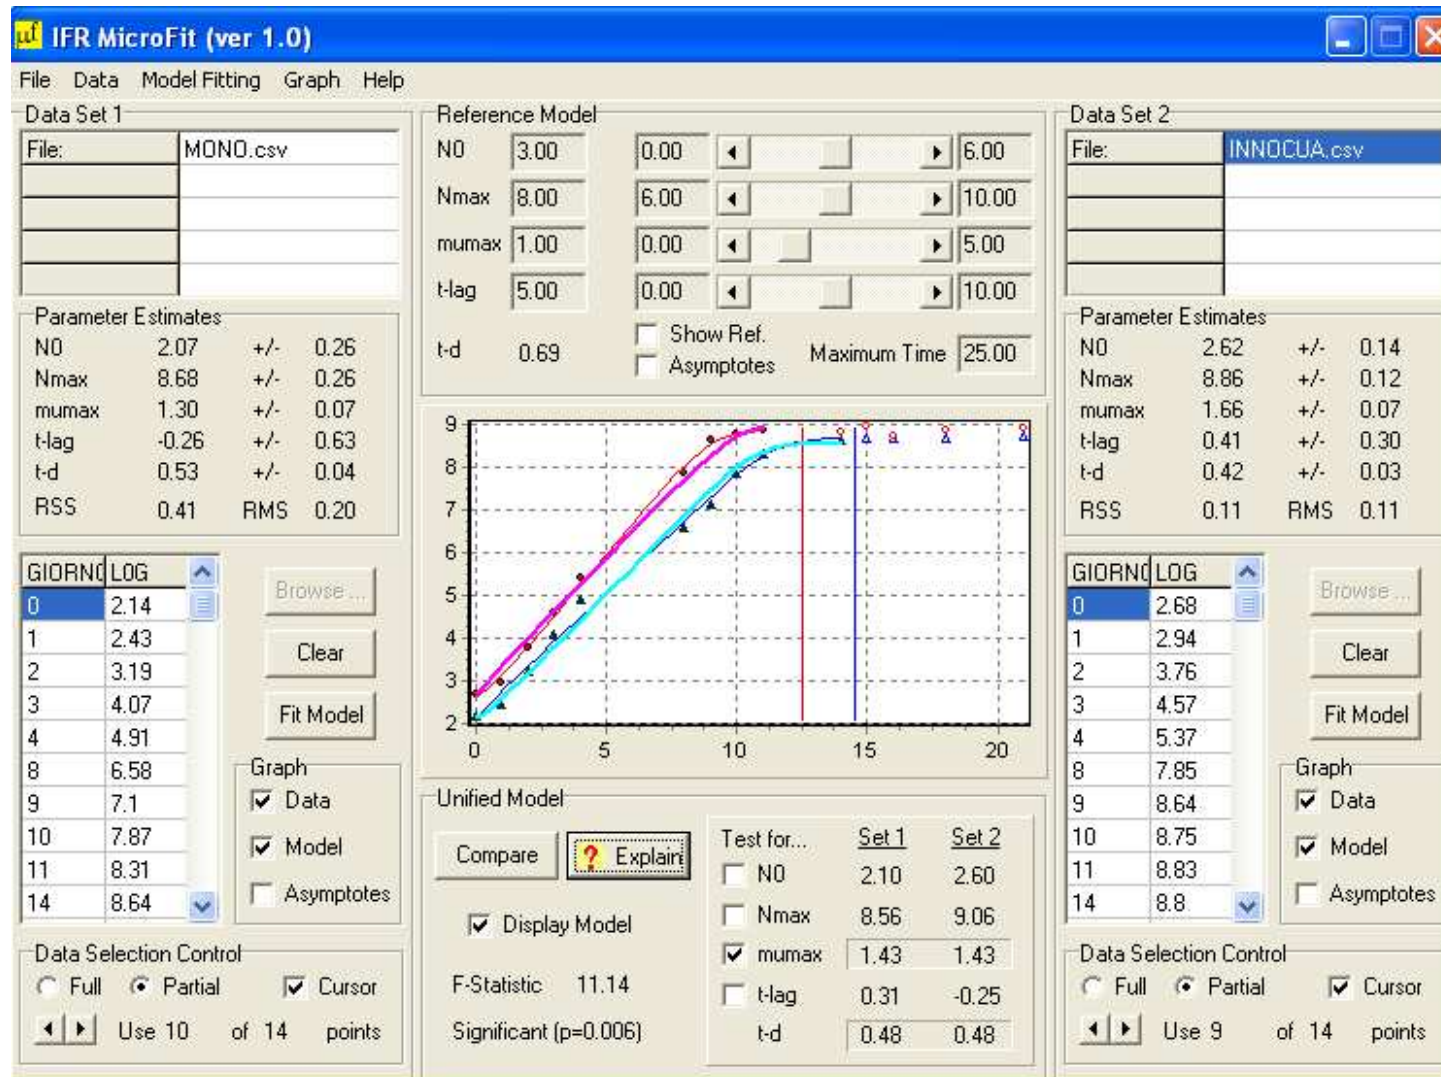 µf IFR MicroFit (ver 1.0)
File Data Model Fitting Graph Help
Data Set 1
File: MONO.csv
Parameter Estimates
N0 2.07 +/- 0.26
Nmax 8.68 +/- 0.26
mumax 1.30 +/- 0.07
t-lag -0.26 +/- 0.63
t-d 0.53 +/- 0.04
RSS 0.41 RMS 0.20
GIORNO LOG
0 2.14
1 2.43
2 3.19
3 4.07
4 4.91
8 6.58
9 7.1
10 7.87
11 8.31
14 8.64
Browse ...
Clear
Fit Model
Graph
Data
Model
Asymptotes
Data Selection Control
Full Partial Cursor
Use 10 of 14 points
Reference Model
N0 3.00 0.00 6.00
Nmax 8.00 6.00 10.00
mumax 1.00 0.00 5.00
t-lag 5.00 0.00 10.00
t-d 0.69
Show Ref.
Asymptotes
Maximum Time 25.00
9
8
7
6
5
4
3
2
0 5 10 15 20
Unified Model
Compare ? Explain
Display Model
F-Statistic 11.14
Significant (p=0.006)
Test for... Set 1 Set 2
N0 2.10 2.60
Nmax 8.56 9.06
mumax 1.43 1.43
t-lag 0.31 -0.25
t-d 0.48 0.48
Data Set 2
File: INNOCUA.csv
Parameter Estimates
N0 2.62 +/- 0.14
Nmax 8.86 +/- 0.12
mumax 1.66 +/- 0.07
t-lag 0.41 +/- 0.30
t-d 0.42 +/- 0.03
RSS 0.11 RMS 0.11
GIORNO LOG
0 2.68
1 2.94
2 3.76
3 4.57
4 5.37
8 7.85
9 8.64
10 8.75
11 8.83
14 8.8
Browse ...
Clear
Fit Model
Graph
Data
Model
Asymptotes
Data Selection Control
Full Partial Cursor
Use 9 of 14 points